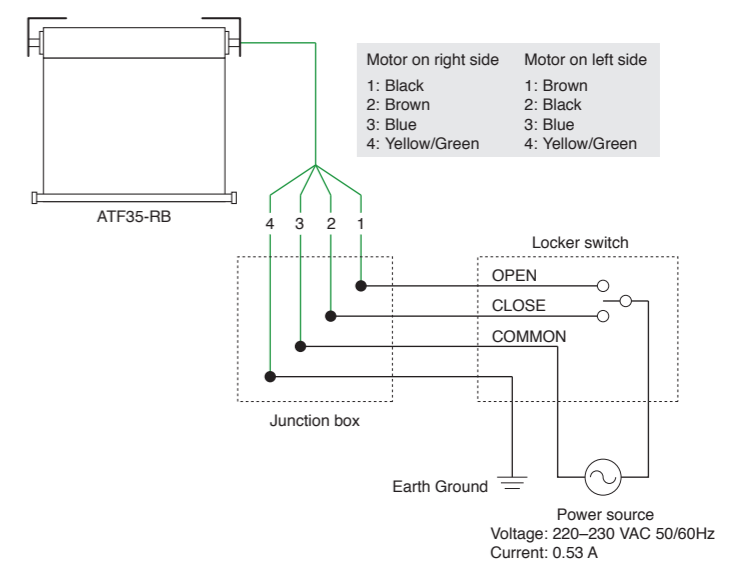 Motor on right side
1: Black
2: Brown
3: Blue
4: Yellow/Green
Motor on left side
1: Brown
2: Black
3: Blue
4: Yellow/Green
ATF35-RB
4 3 2 1
Locker switch
OPEN
CLOSE
COMMON
Junction box
Earth Ground
Power source
Voltage: 220–230 VAC 50/60Hz
Current: 0.53 A